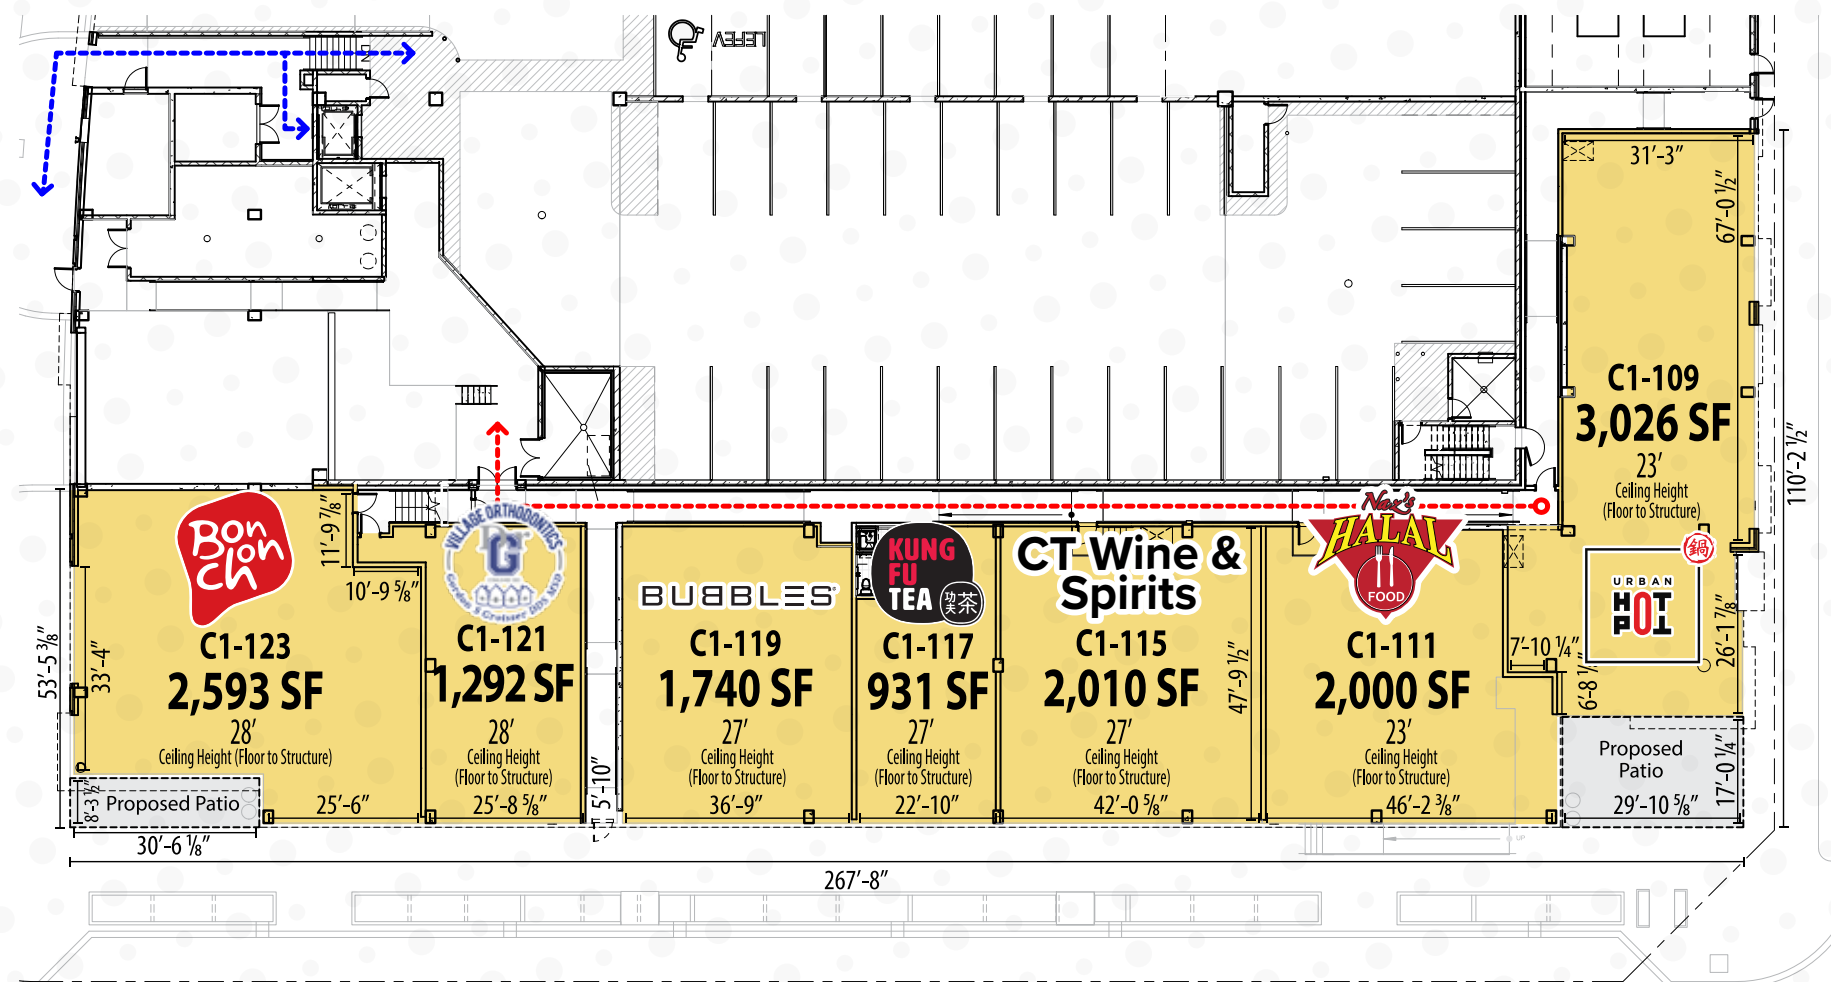 LEFEV
DN
31'-3"
67'-0 1/2"
C1-109
3,026 SF
23'
Ceiling Height
(Floor to Structure)
110'-2 1/2"
鍋
URBAN
HOT
POT
7'-10 1/4"
6'-8 1/2"
26'-1 7/8"
Proposed
Patio
17'-0 1/4"
29'-10 5/8"
Bon
chon
C1-123
2,593 SF
28'
Ceiling Height (Floor to Structure)
11'-9 7/8"
10'-9 5/8"
53'-5 3/8"
33'-4"
8'-3 1/2"
Proposed Patio
25'-6"
30'-6 1/8"
VILLAGE ORTHODONTICS
G
C1-121
1,292 SF
28'
Ceiling Height
(Floor to Structure)
25'-8 5/8"
5'-10"
BUBBLES
C1-119
1,740 SF
27'
Ceiling Height
(Floor to Structure)
36'-9"
KUNG
FU
TEA
功夫茶
C1-117
931 SF
27'
Ceiling Height
(Floor to Structure)
22'-10"
CT Wine &
Spirits
C1-115
2,010 SF
27'
Ceiling Height
(Floor to Structure)
42'-0 5/8"
47'-9 1/2"
Naz's
HALAL
FOOD
C1-111
2,000 SF
23'
Ceiling Height
(Floor to Structure)
46'-2 3/8"
UP
267'-8"